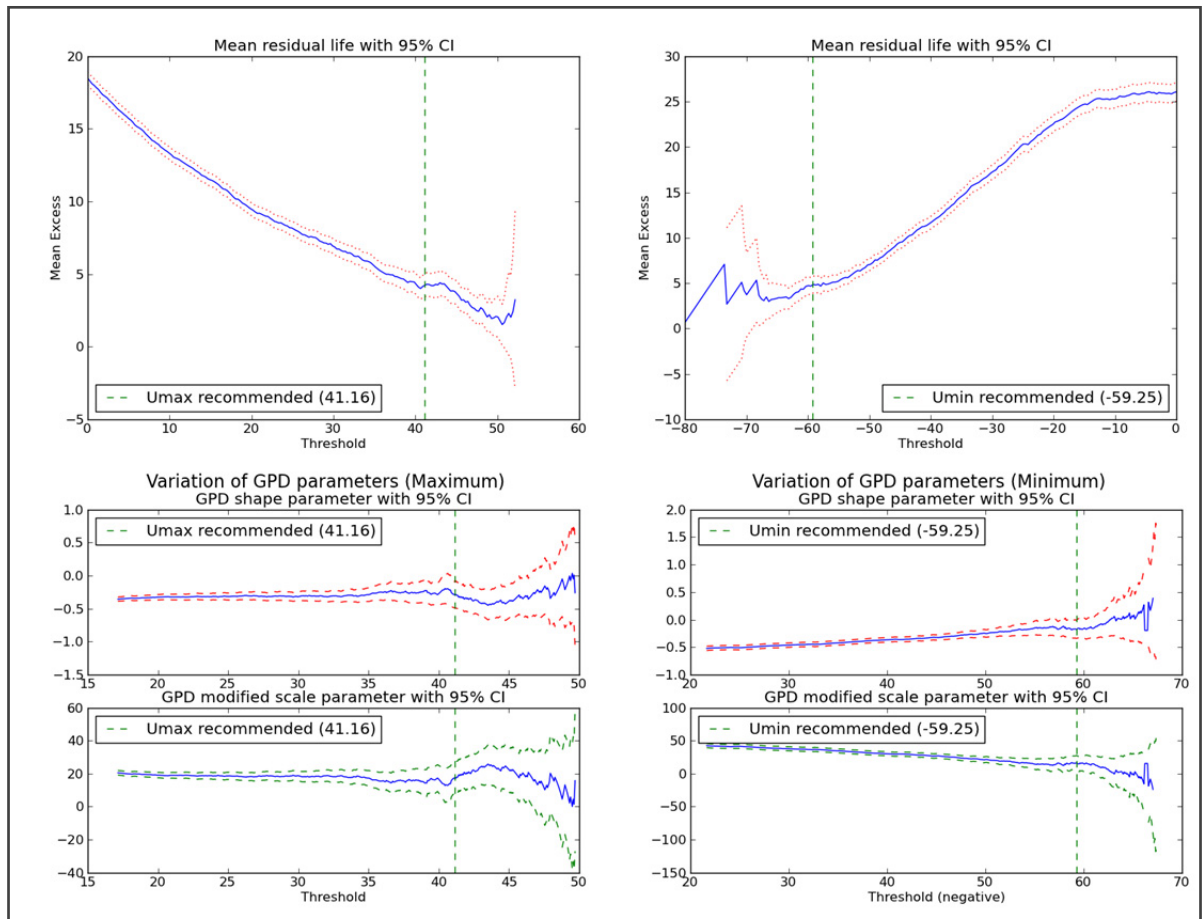 Mean residual life with 95% CI
20
15
10
5
0
−5
Mean Excess
Umax recommended (41.16)
0 10 20 30 40 50 60
Threshold
Mean residual life with 95% CI
30
25
20
15
10
5
0
−5
−10
Mean Excess
Umin recommended (-59.25)
−80 −70 −60 −50 −40 −30 −20 −10 0
Threshold
Variation of GPD parameters (Maximum)
GPD shape parameter with 95% CI
1.0
0.5
0.0
−0.5
−1.0
−1.5
Umax recommended (41.16)
15 20 25 30 35 40 45 50
GPD modified scale parameter with 95% CI
60
40
20
0
−20
−40
Umax recommended (41.16)
15 20 25 30 35 40 45 50
Threshold
Variation of GPD parameters (Minimum)
GPD shape parameter with 95% CI
2.0
1.5
1.0
0.5
0.0
−0.5
−1.0
Umin recommended (-59.25)
20 30 40 50 60 70
GPD modified scale parameter with 95% CI
100
50
0
−50
−100
−150
Umin recommended (-59.25)
20 30 40 50 60 70
Threshold (negative)